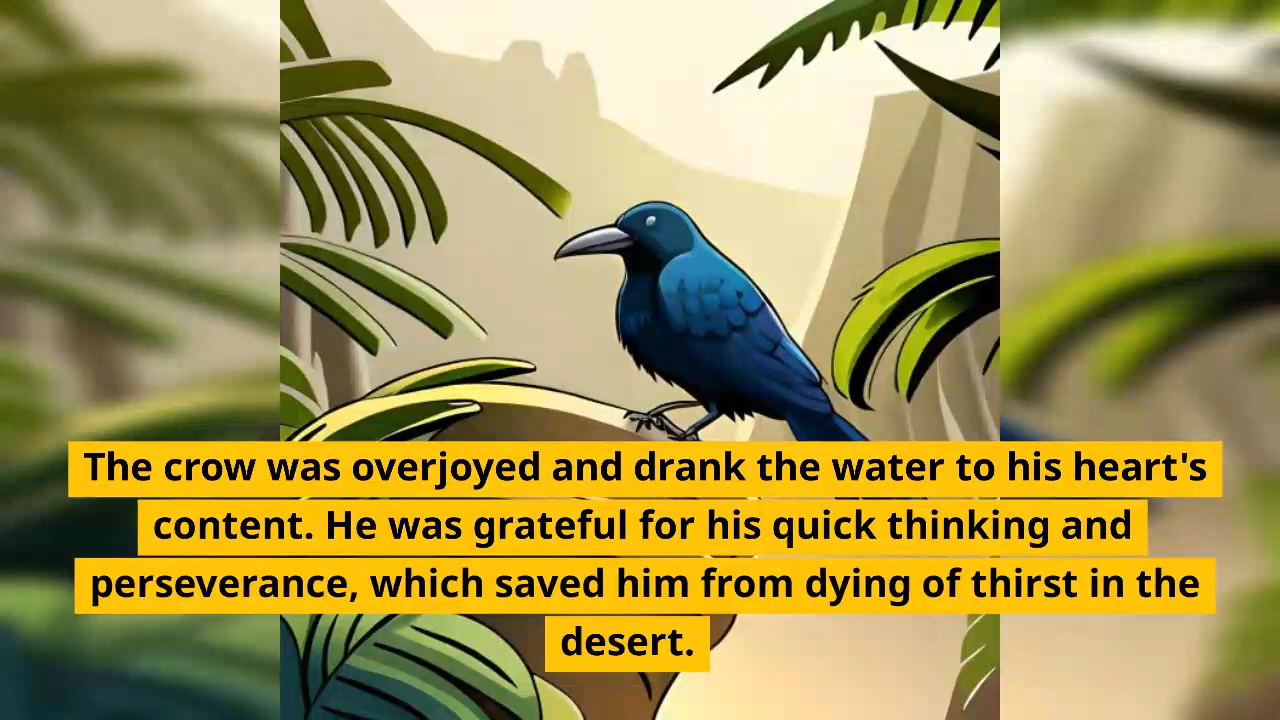 The crow was overjoyed and drank the water to his heart's
content. He was grateful for his quick thinking and
perseverance, which saved him from dying of thirst in the
desert.